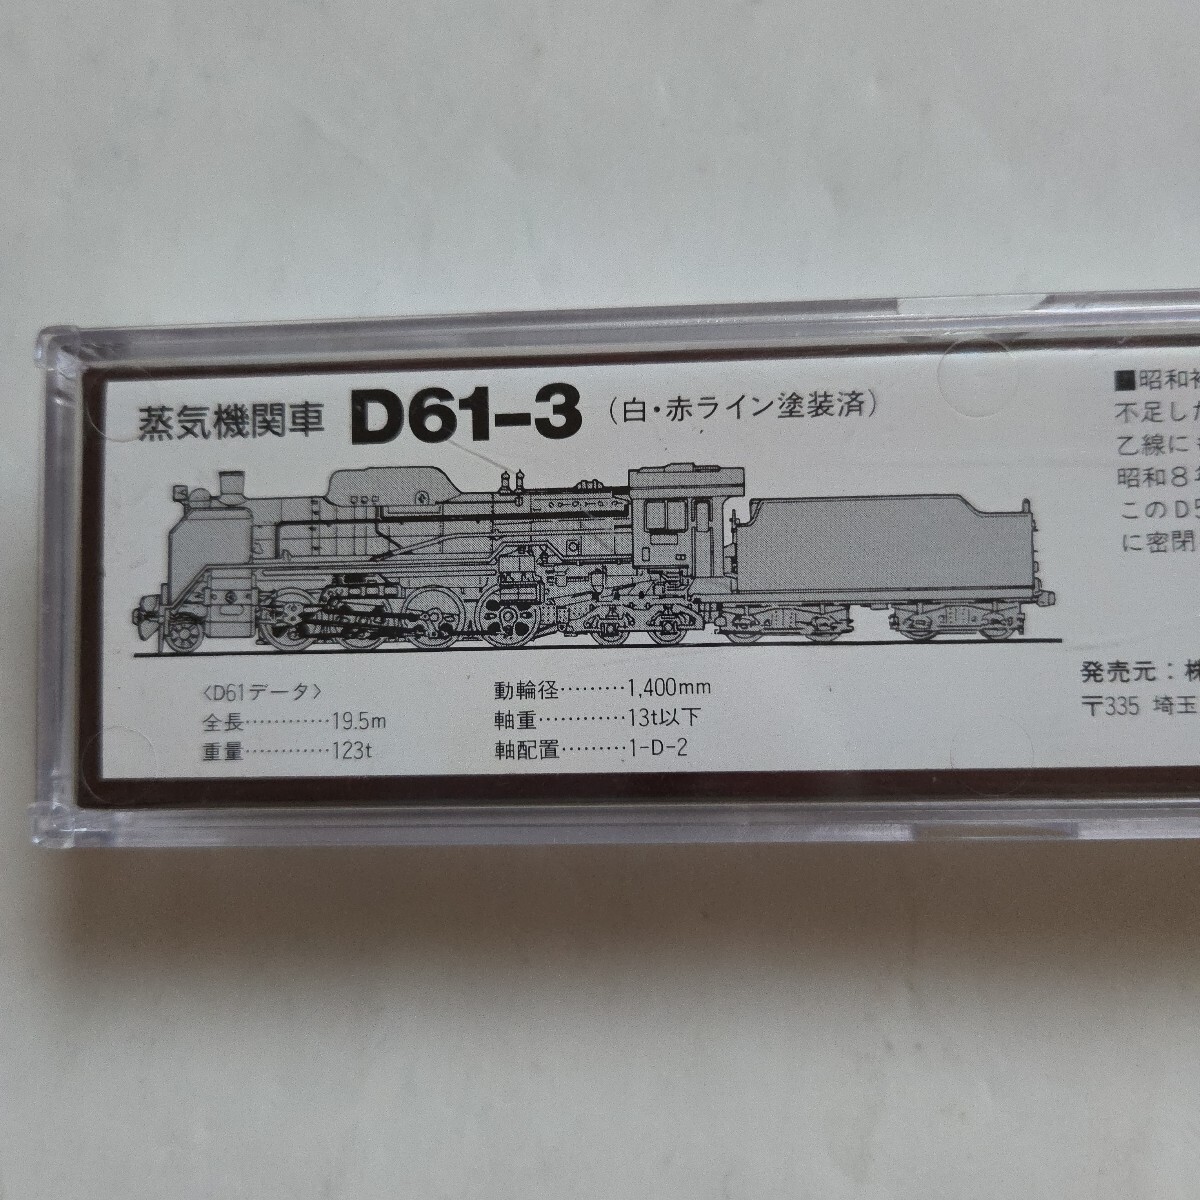 蒸気機関車 D61-3 (白・赤ライン塗装済)
〈D61データ〉
全長…………19.5m
重量…………123t
動輪径………1,400mm
軸重…………13t以下
軸配置………1-D-2
■昭和初
不足した
乙線にも
昭和8年
このD5
に密閉
発売元：株
〒335 埼玉